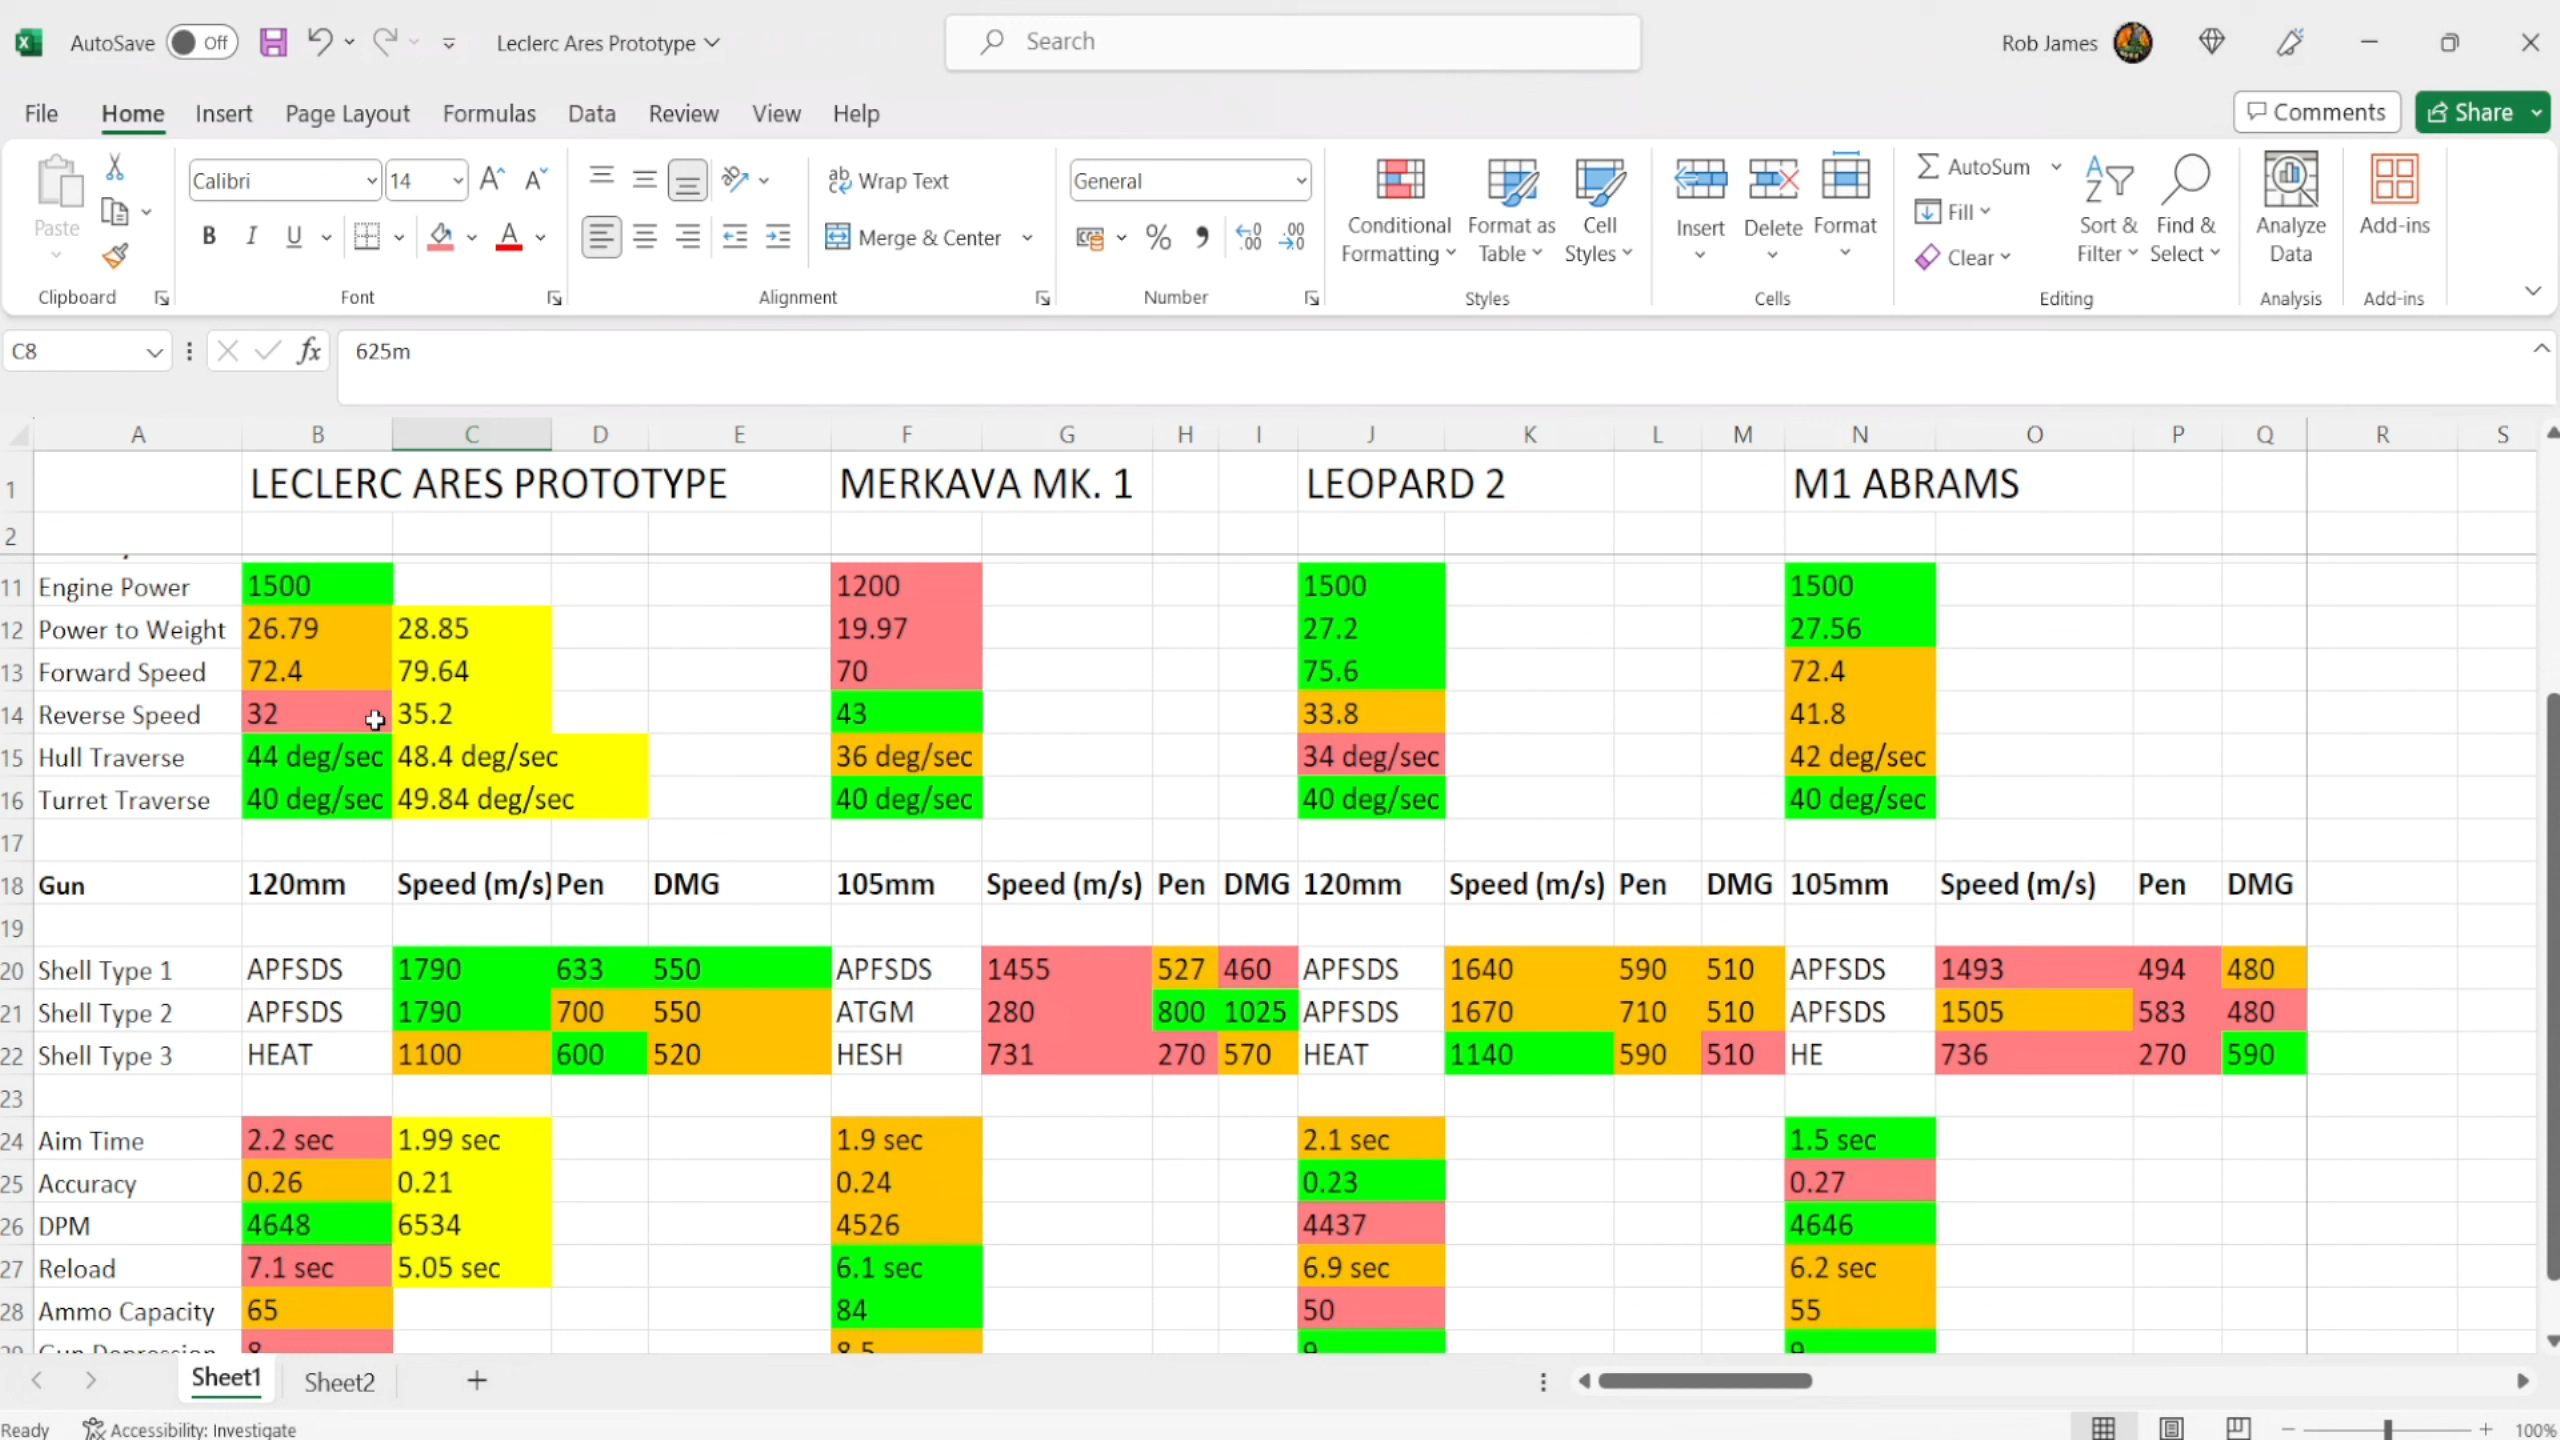 AutoSave Off Leclerc Ares Prototype Search Rob James
File Home Insert Page Layout Formulas Data Review View Help Comments Share
Paste Calibri 14 Wrap Text General Conditional Formatting Format as Table Cell Styles Insert Delete Format AutoSum Fill Clear Sort & Filter Find & Select Analyze Data Add-ins
B I U Merge & Center
Clipboard Font Alignment Number Styles Cells Editing Analysis Add-ins
C8 fx 625m
A B C D E F G H I J K L M N O P Q R S
1 LECLERC ARES PROTOTYPE MERKAVA MK. 1 LEOPARD 2 M1 ABRAMS
2
11 Engine Power 1500 1200 1500 1500
12 Power to Weight 26.79 28.85 19.97 27.2 27.56
13 Forward Speed 72.4 79.64 70 75.6 72.4
14 Reverse Speed 32 35.2 43 33.8 41.8
15 Hull Traverse 44 deg/sec 48.4 deg/sec 36 deg/sec 34 deg/sec 42 deg/sec
16 Turret Traverse 40 deg/sec 49.84 deg/sec 40 deg/sec 40 deg/sec 40 deg/sec
17
18 Gun 120mm Speed (m/s) Pen DMG 105mm Speed (m/s) Pen DMG 120mm Speed (m/s) Pen DMG 105mm Speed (m/s) Pen DMG
19
20 Shell Type 1 APFSDS 1790 633 550 APFSDS 1455 527 460 APFSDS 1640 590 510 APFSDS 1493 494 480
21 Shell Type 2 APFSDS 1790 700 550 ATGM 280 800 1025 APFSDS 1670 710 510 APFSDS 1505 583 480
22 Shell Type 3 HEAT 1100 600 520 HESH 731 270 570 HEAT 1140 590 510 HE 736 270 590
23
24 Aim Time 2.2 sec 1.99 sec 1.9 sec 2.1 sec 1.5 sec
25 Accuracy 0.26 0.21 0.24 0.23 0.27
26 DPM 4648 6534 4526 4437 4646
27 Reload 7.1 sec 5.05 sec 6.1 sec 6.9 sec 6.2 sec
28 Ammo Capacity 65 84 50 55
29 Gun Depression 8 8.5 9 9
Sheet1 Sheet2
Ready Accessibility: Investigate 100%